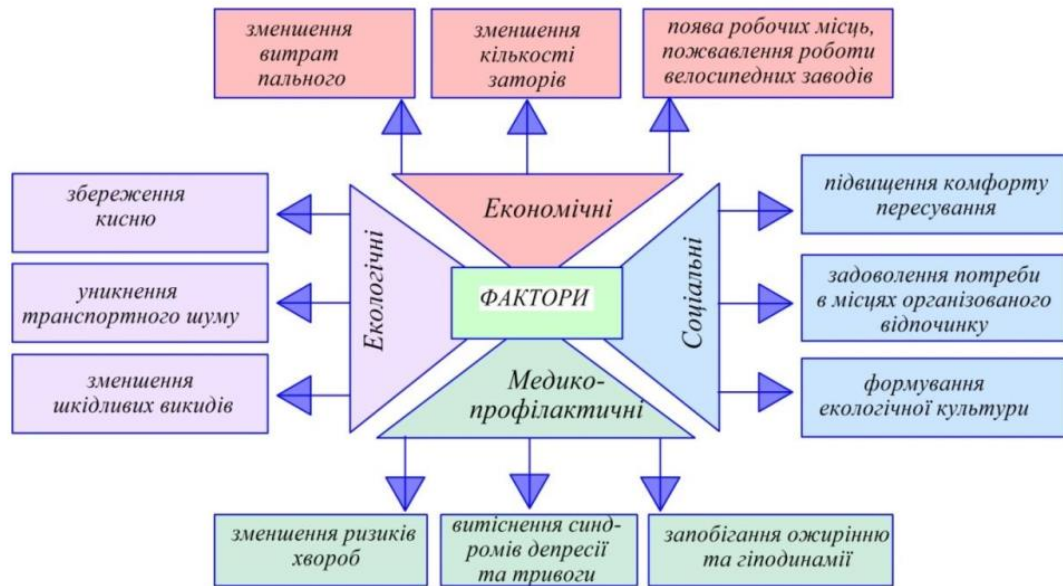 зменшення
витрат
пального
зменшення
кількості
заторів
поява робочих місць,
пожвавлення роботи
велосипедних заводів
Економічні
збереження
кисню
уникнення
транспортного шуму
зменшення
шкідливих викидів
Екологічні
ФАКТОРИ
Соціальні
підвищення комфорту
пересування
задоволення потреби
в місцях організованого
відпочинку
формування
екологічної культури
Медико-
профілактичні
зменшення ризиків
хвороб
витіснення синд-
ромів депресії
та тривоги
запобігання ожирінню
та гіподинамії